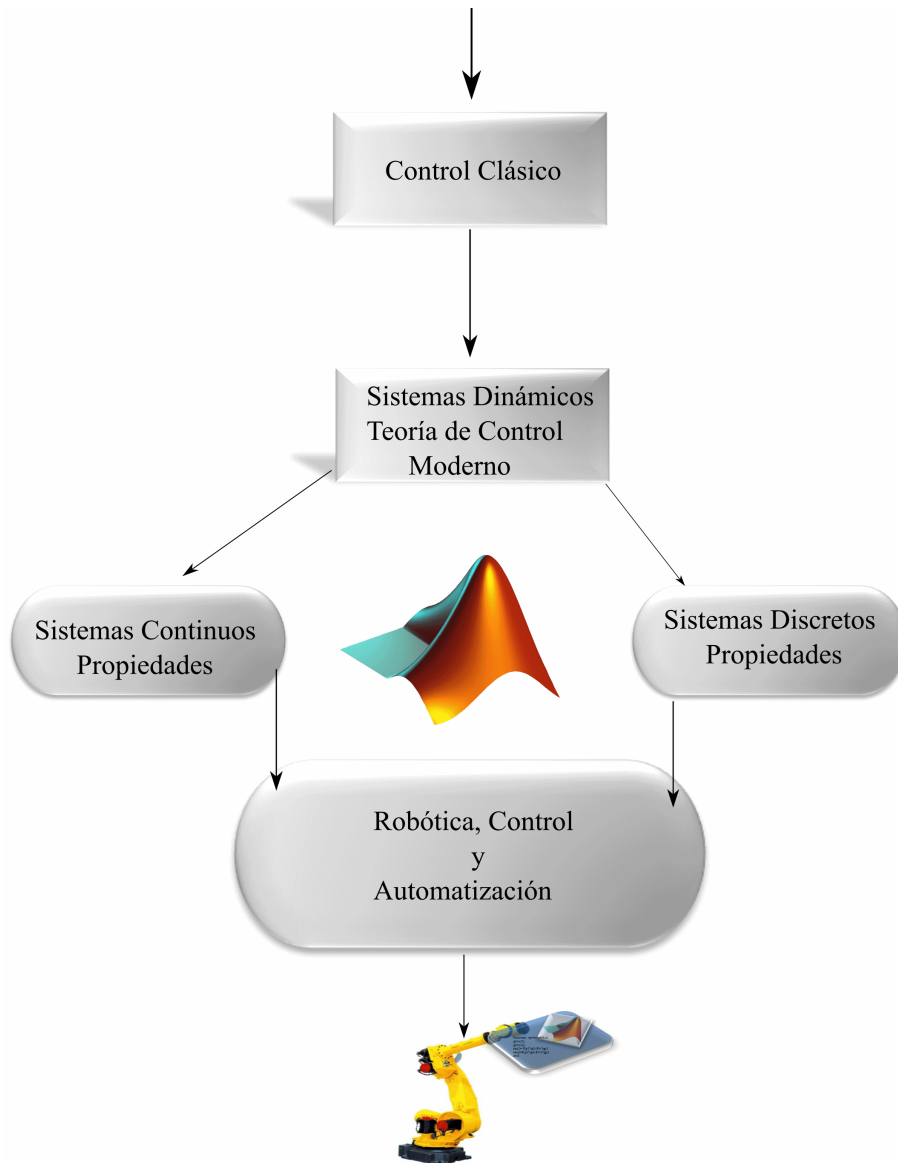 Control Clásico
Sistemas Dinámicos
Teoría de Control
Moderno
Sistemas Continuos
Propiedades
Sistemas Discretos
Propiedades
Robótica, Control
y
Automatización